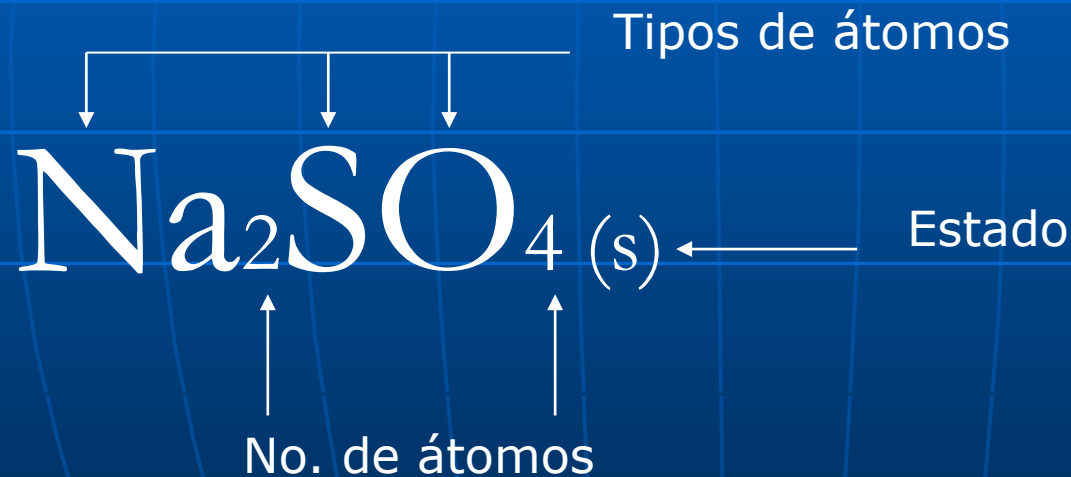 Tipos de átomos
Na2SO4 (s)
Estado
No. de átomos